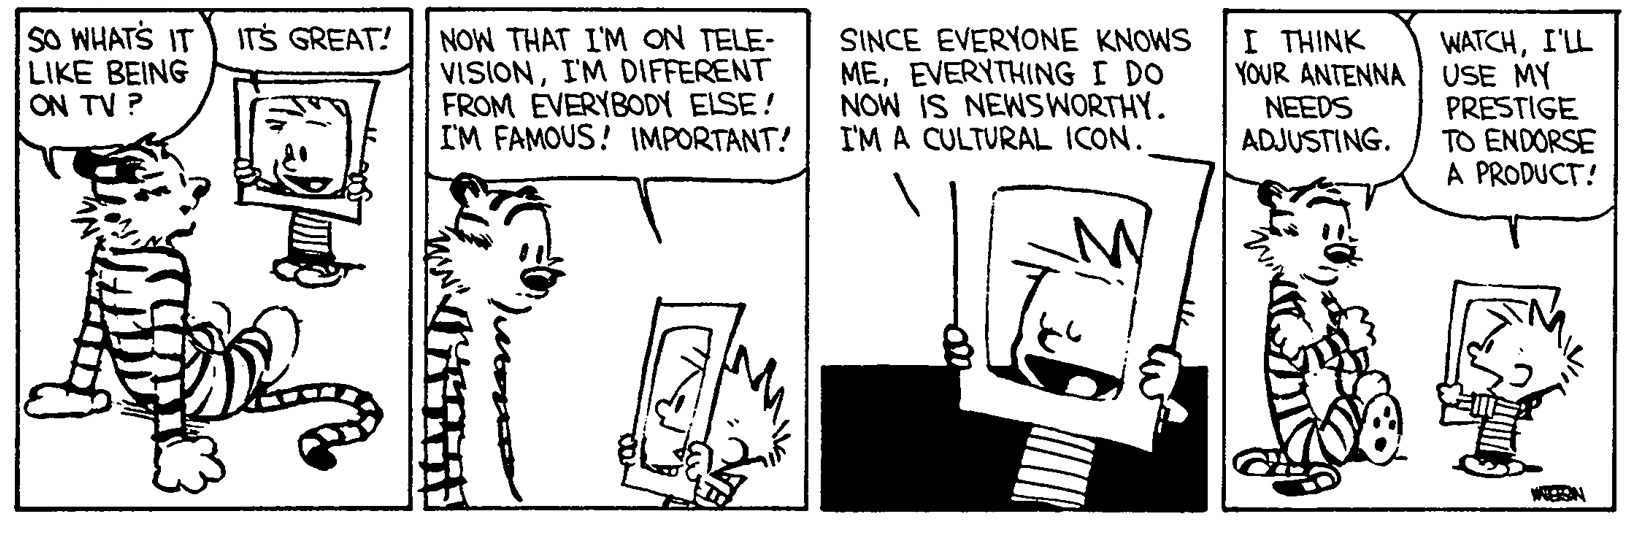 SO WHAT'S IT
LIKE BEING
ON TV?
IT'S GREAT!
NOW THAT I'M ON TELE-
VISION, I'M DIFFERENT
FROM EVERYBODY ELSE!
I'M FAMOUS! IMPORTANT!
SINCE EVERYONE KNOWS
ME, EVERYTHING I DO
NOW IS NEWSWORTHY.
I'M A CULTURAL ICON.
I THINK
YOUR ANTENNA
NEEDS
ADJUSTING.
WATCH, I'LL
USE MY
PRESTIGE
TO ENDORSE
A PRODUCT!
WATTERSON